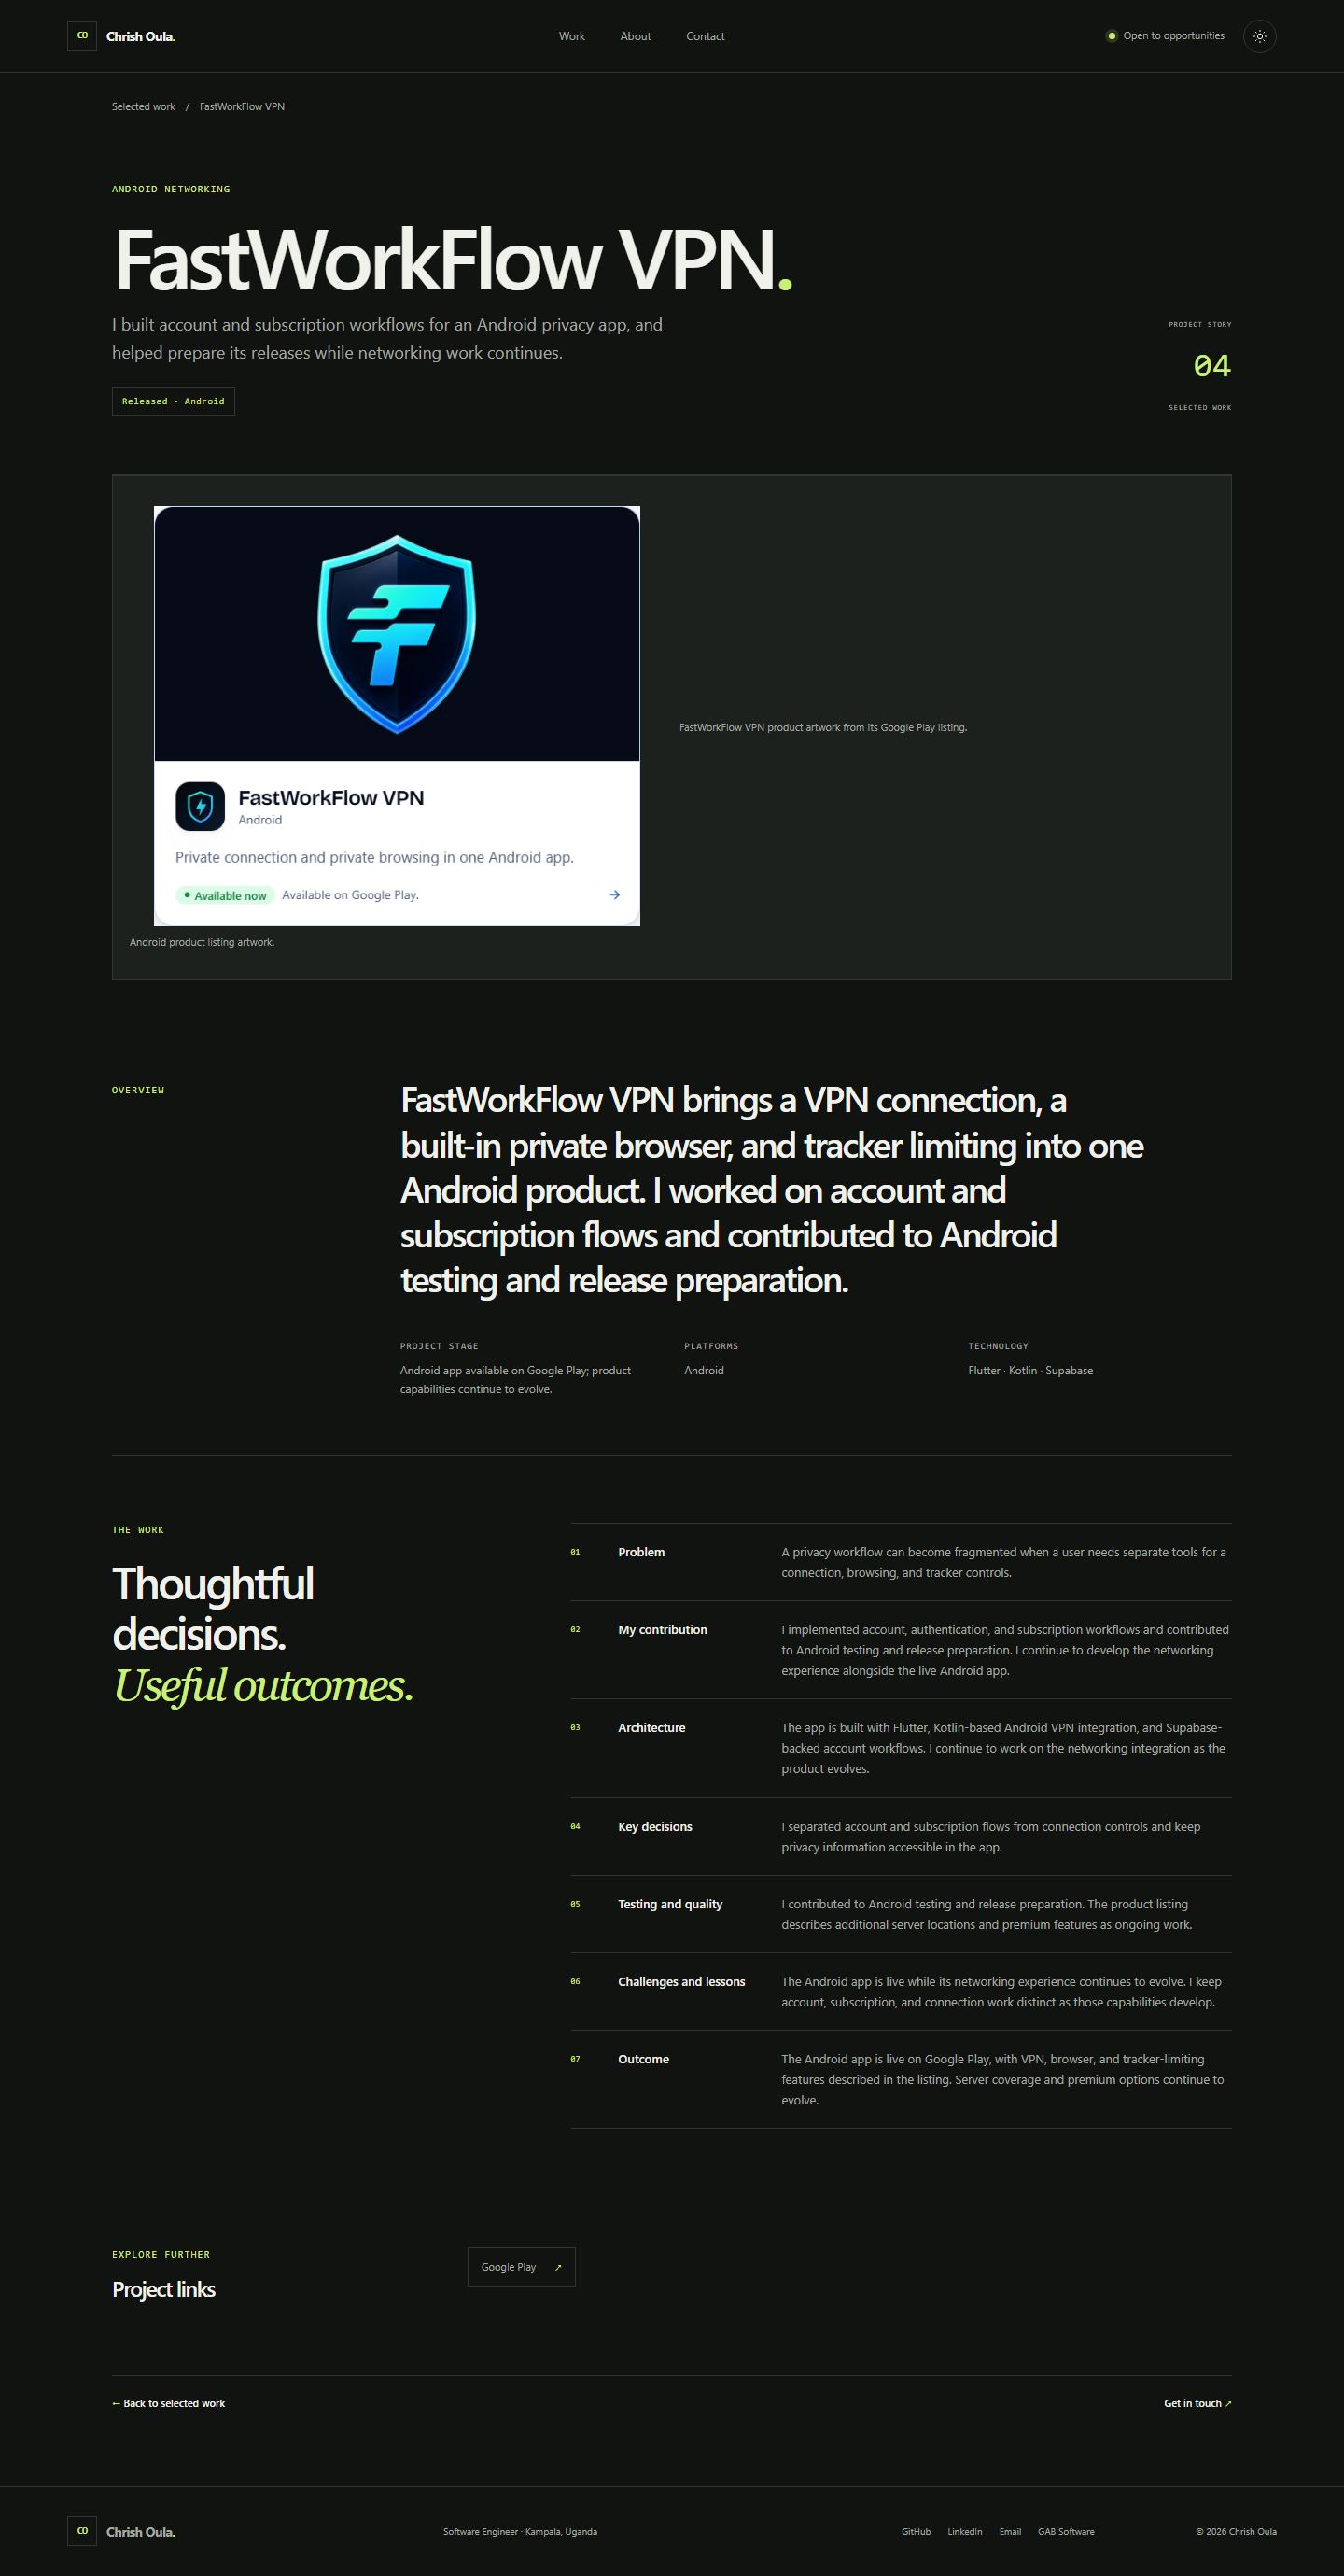 CO Chrish Oula.
Work About Contact
Open to opportunities
Selected work / FastWorkFlow VPN
ANDROID NETWORKING
FastWorkFlow VPN.
I built account and subscription workflows for an Android privacy app, and
helped prepare its releases while networking work continues.
Released · Android
PROJECT STORY
04
SELECTED WORK
FastWorkFlow VPN
Android
Private connection and private browsing in one Android app.
Available now Available on Google Play.
Android product listing artwork.
FastWorkFlow VPN product artwork from its Google Play listing.
OVERVIEW
FastWorkFlow VPN brings a VPN connection, a
built-in private browser, and tracker limiting into one
Android product. I worked on account and
subscription flows and contributed to Android
testing and release preparation.
PROJECT STAGE
Android app available on Google Play; product
capabilities continue to evolve.
PLATFORMS
Android
TECHNOLOGY
Flutter · Kotlin · Supabase
THE WORK
Thoughtful
decisions.
Useful outcomes.
01 Problem
A privacy workflow can become fragmented when a user needs separate tools for a
connection, browsing, and tracker controls.
02 My contribution
I implemented account, authentication, and subscription workflows and contributed
to Android testing and release preparation. I continue to develop the networking
experience alongside the live Android app.
03 Architecture
The app is built with Flutter, Kotlin-based Android VPN integration, and Supabase-
backed account workflows. I continue to work on the networking integration as the
product evolves.
04 Key decisions
I separated account and subscription flows from connection controls and keep
privacy information accessible in the app.
05 Testing and quality
I contributed to Android testing and release preparation. The product listing
describes additional server locations and premium features as ongoing work.
06 Challenges and lessons
The Android app is live while its networking experience continues to evolve. I keep
account, subscription, and connection work distinct as those capabilities develop.
07 Outcome
The Android app is live on Google Play, with VPN, browser, and tracker-limiting
features described in the listing. Server coverage and premium options continue to
evolve.
EXPLORE FURTHER
Project links
Google Play ↗
← Back to selected work
Get in touch ↗
CO Chrish Oula.
Software Engineer · Kampala, Uganda
GitHub LinkedIn Email GAB Software
© 2026 Chrish Oula